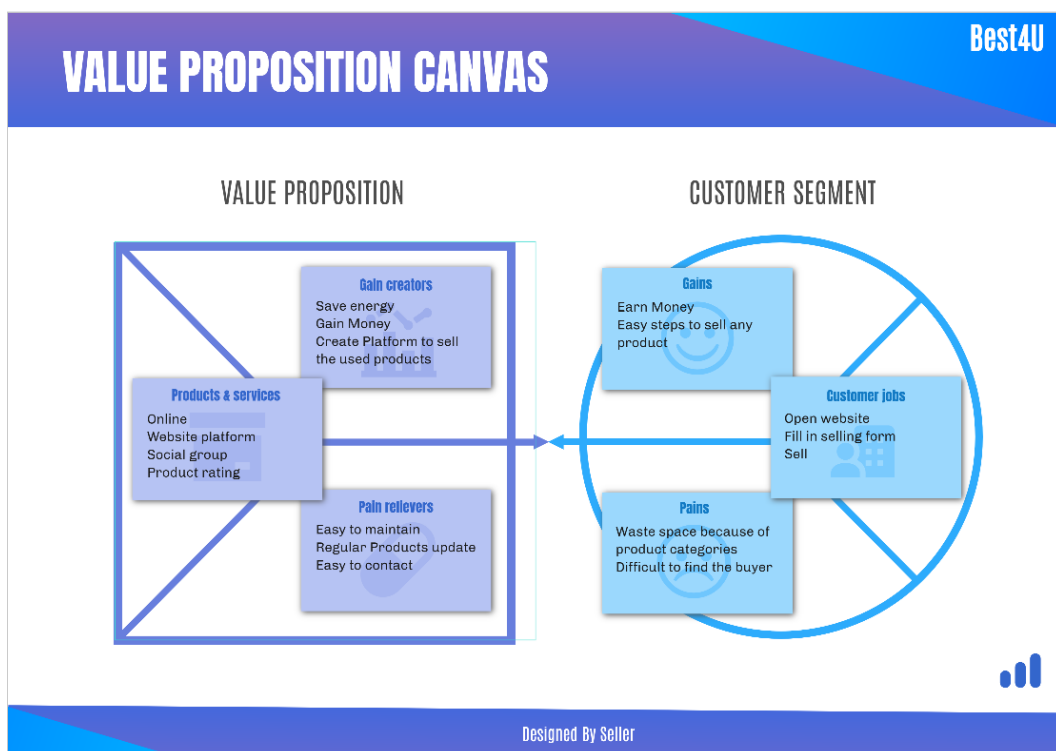 Best4U
VALUE PROPOSITION CANVAS
VALUE PROPOSITION
CUSTOMER SEGMENT
Gain creators
Save energy
Gain Money
Create Platform to sell
the used products
Products & services
Online
Website platform
Social group
Product rating
Pain relievers
Easy to maintain
Regular Products update
Easy to contact
Gains
Earn Money
Easy steps to sell any
product
Customer jobs
Open website
Fill in selling form
Sell
Pains
Waste space because of
product categories
Difficult to find the buyer
Designed By Seller